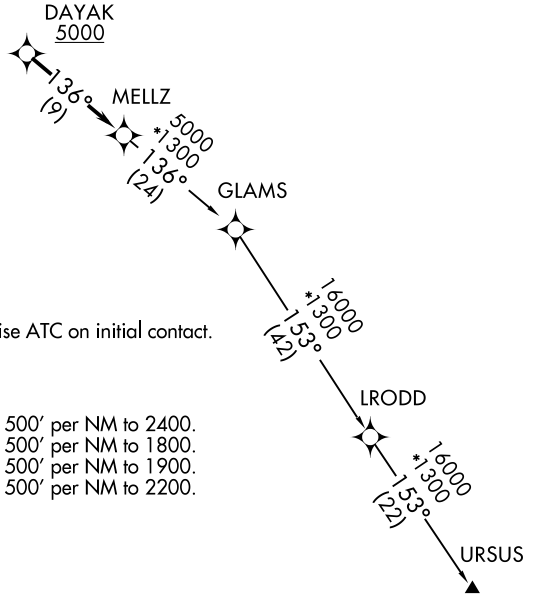 DAYAK
5000
136°
(9)
MELLZ
5000
*1300
136°
(24)
GLAMS
16000
*1300
153°
(42)
ise ATC on initial contact.
LRODD
500' per NM to 2400.
500' per NM to 1800.
500' per NM to 1900.
500' per NM to 2200.
16000
*1300
153°
(22)
URSUS